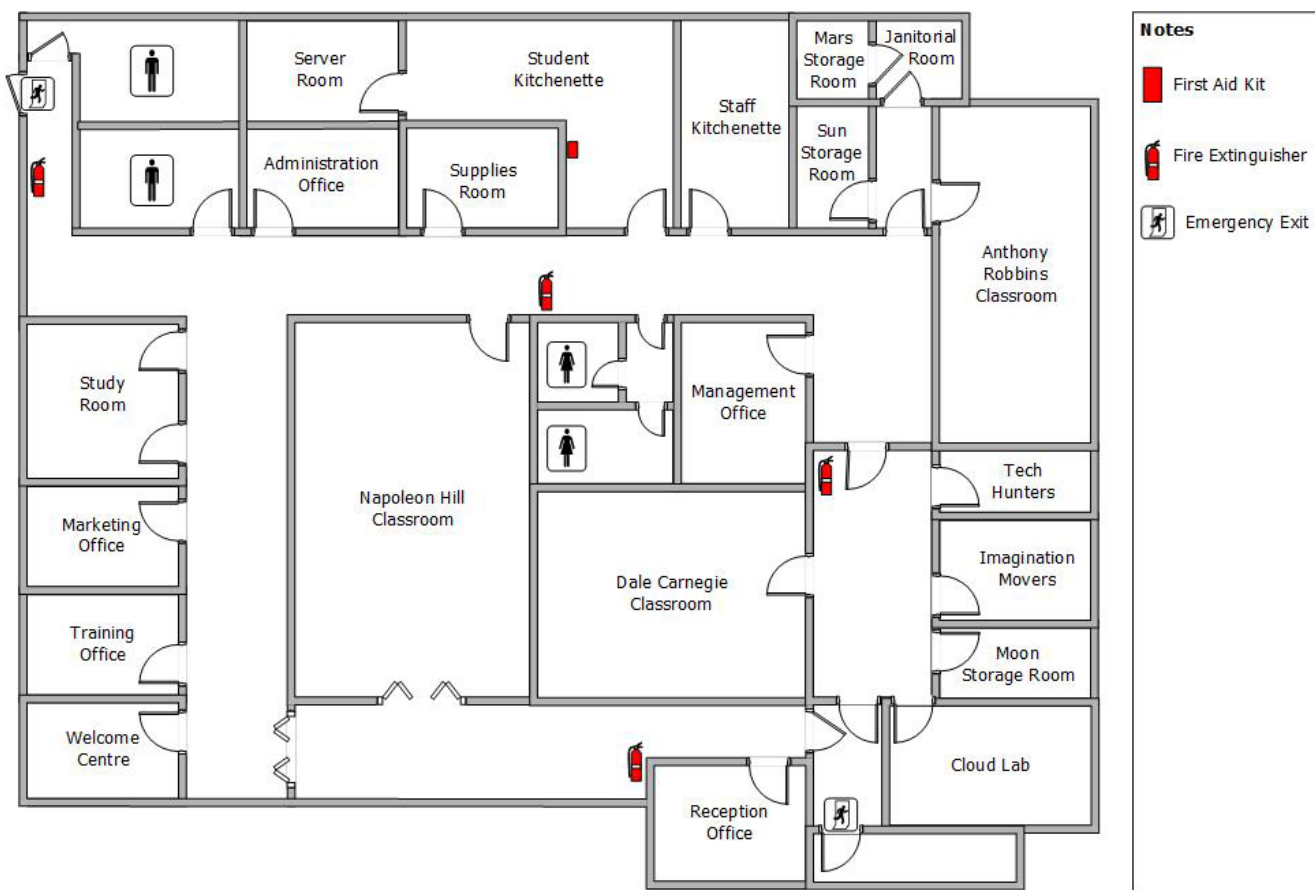 Server
Room
Student
Kitchenette
Mars
Storage
Room
Janitorial
Room
Staff
Kitchenette
Sun
Storage
Room
Administration
Office
Supplies
Room
Anthony
Robbins
Classroom
Study
Room
Management
Office
Napoleon Hill
Classroom
Tech
Hunters
Marketing
Office
Imagination
Movers
Dale Carnegie
Classroom
Training
Office
Moon
Storage Room
Welcome
Centre
Cloud Lab
Reception
Office
Notes
First Aid Kit
Fire Extinguisher
Emergency Exit